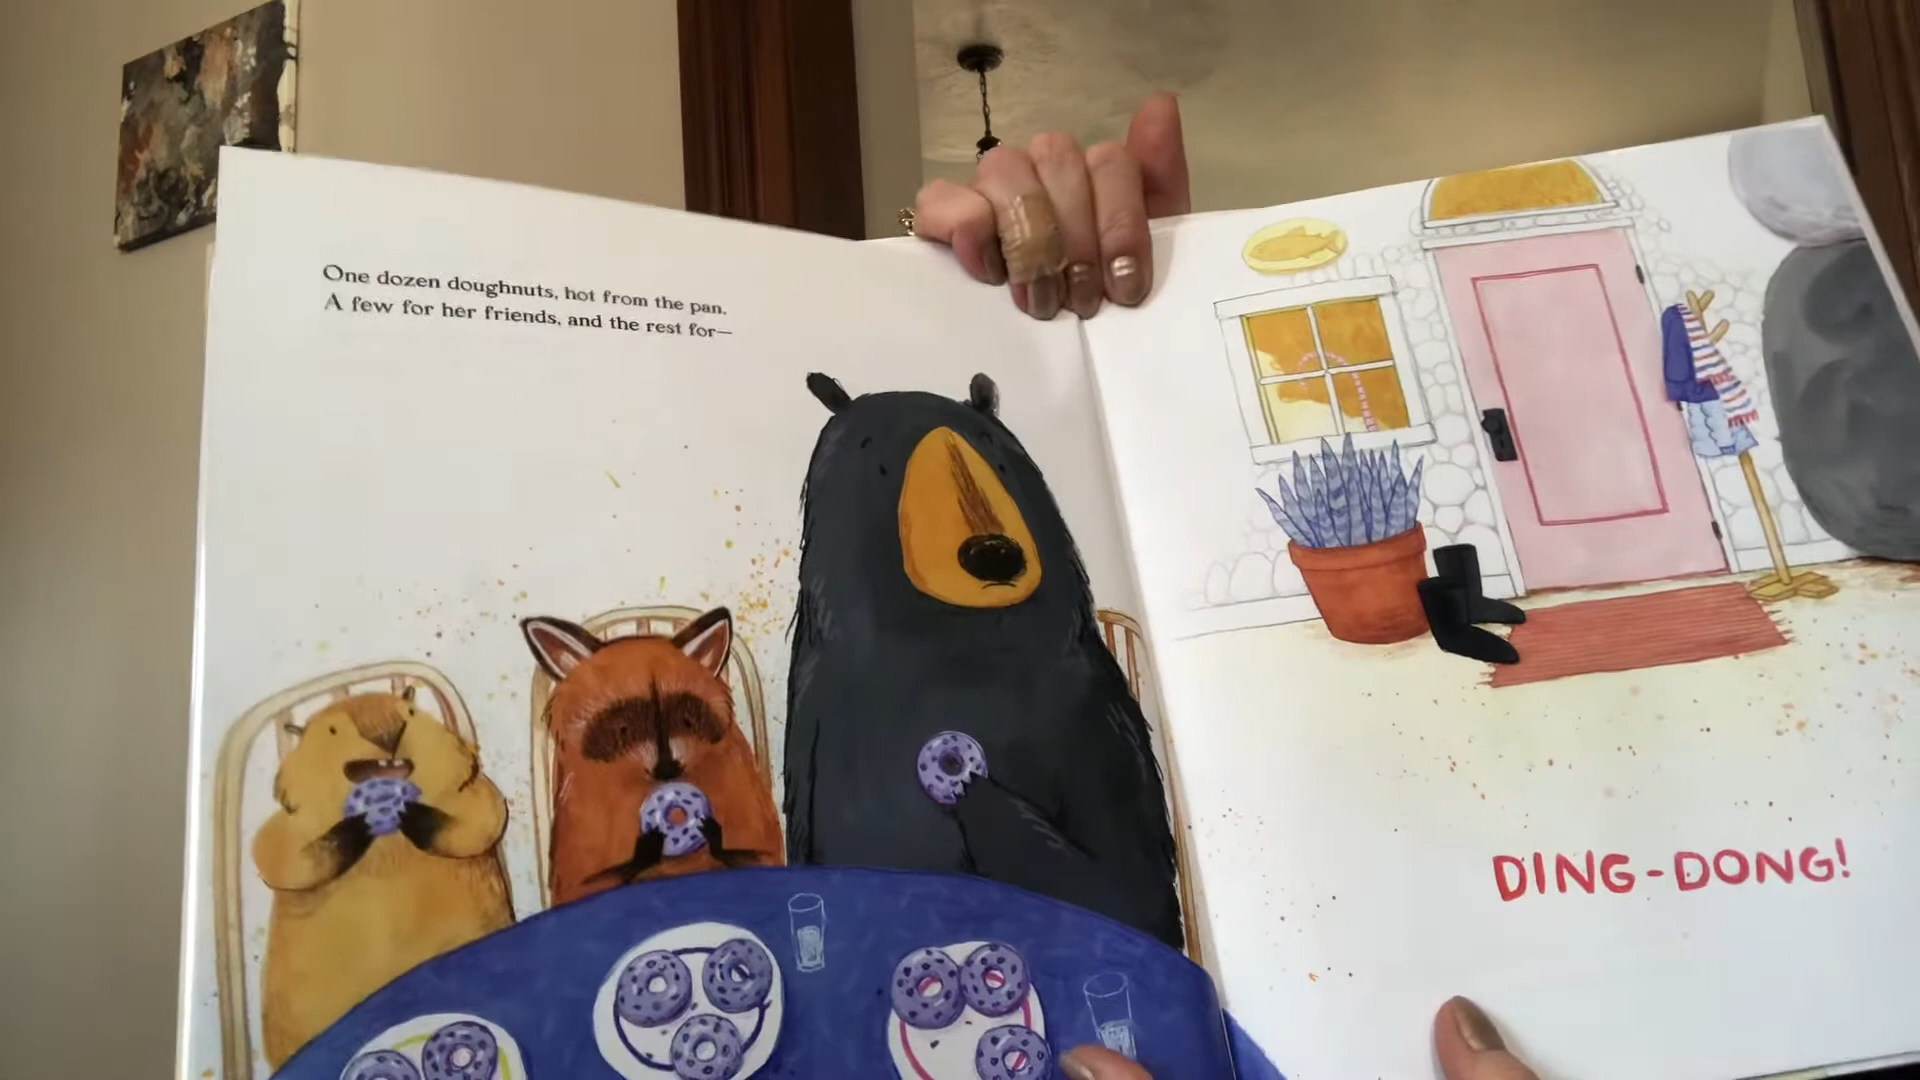 One dozen doughnuts, hot from the pan.
A few for her friends, and the rest for—
DING-DONG!